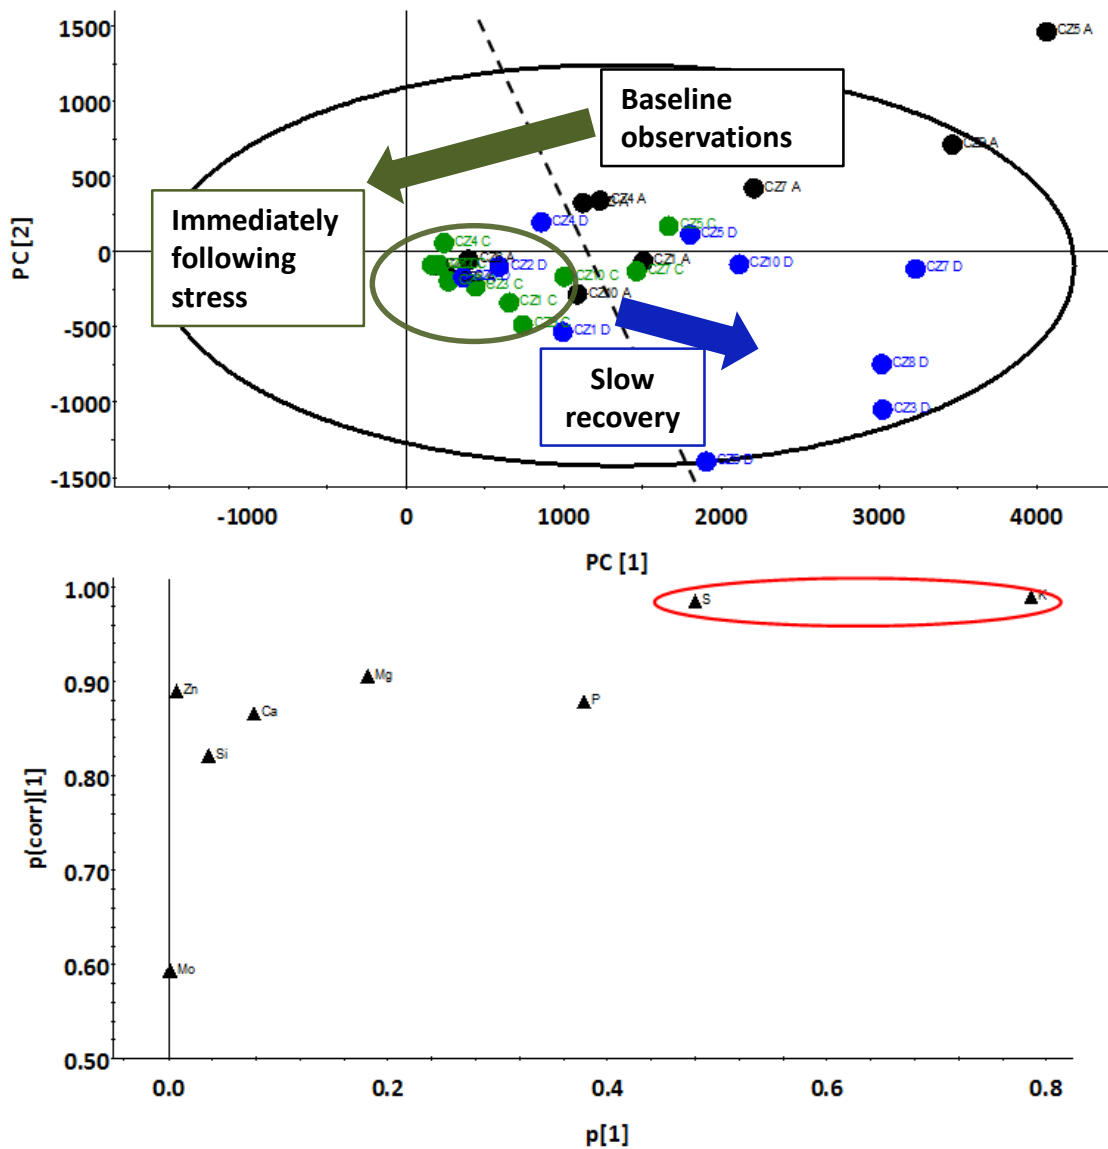 1500
CZ5 A
1000
Baseline
observations
500
CZ7 A
CZ4 A
Immediately
following
stress
CZ4 D
CZ5 C
CZ5 D
PC[2]
0
CZ4 C
CZ1 A
CZ2 D
CZ10 D
CZ7 D
CZ7 C
CZ10 C
CZ3 C
CZ10 A
CZ1 C
-500
CZ1 D
Slow
recovery
CZ8 D
-1000
CZ3 D
CZ9 D
-1500
-1000
0
1000
2000
3000
4000
PC [1]
1.00
S
K
0.90
Zn
Mg
P
Ca
0.80
Si
p(corr)[1]
0.70
0.60
Mo
0.50
0.0
0.2
0.4
0.6
0.8
p[1]